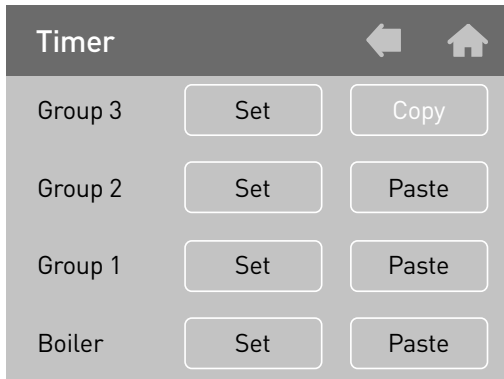 Timer
Group 3 Set Copy
Group 2 Set Paste
Group 1 Set Paste
Boiler Set Paste